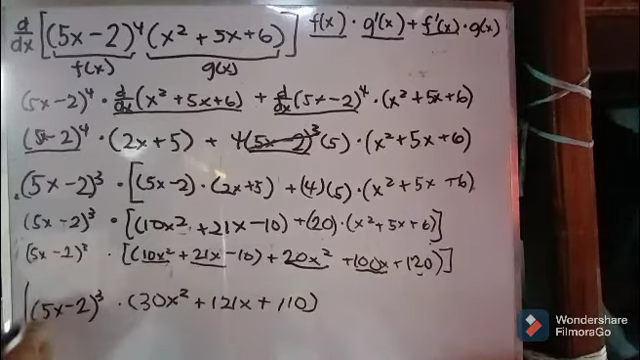 d/dx [(5x-2)⁴ (x² + 5x+6)] f(x) · g'(x) + f'(x) · g(x)
f(x) g(x)
(5x-2)⁴ · d/dx (x² + 5x+6) + d/dx (5x-2)⁴ · (x² + 5x+6)
(5x-2)⁴ · (2x+5) + 4(5x-2)³ (5) · (x² + 5x+6)
(5x-2)³ · [(5x-2) · (2x+5) + (4)(5) · (x² + 5x +6)
(5x-2)³ · [(10x² + 21x - 10) + (20) · (x² + 5x + 6)]
(5x-2)³ · [(10x² + 21x - 10) + 20x² + 100x + 120)]
(5x-2)³ · (30x² + 121x + 110)
Wondershare
FilmoraGo